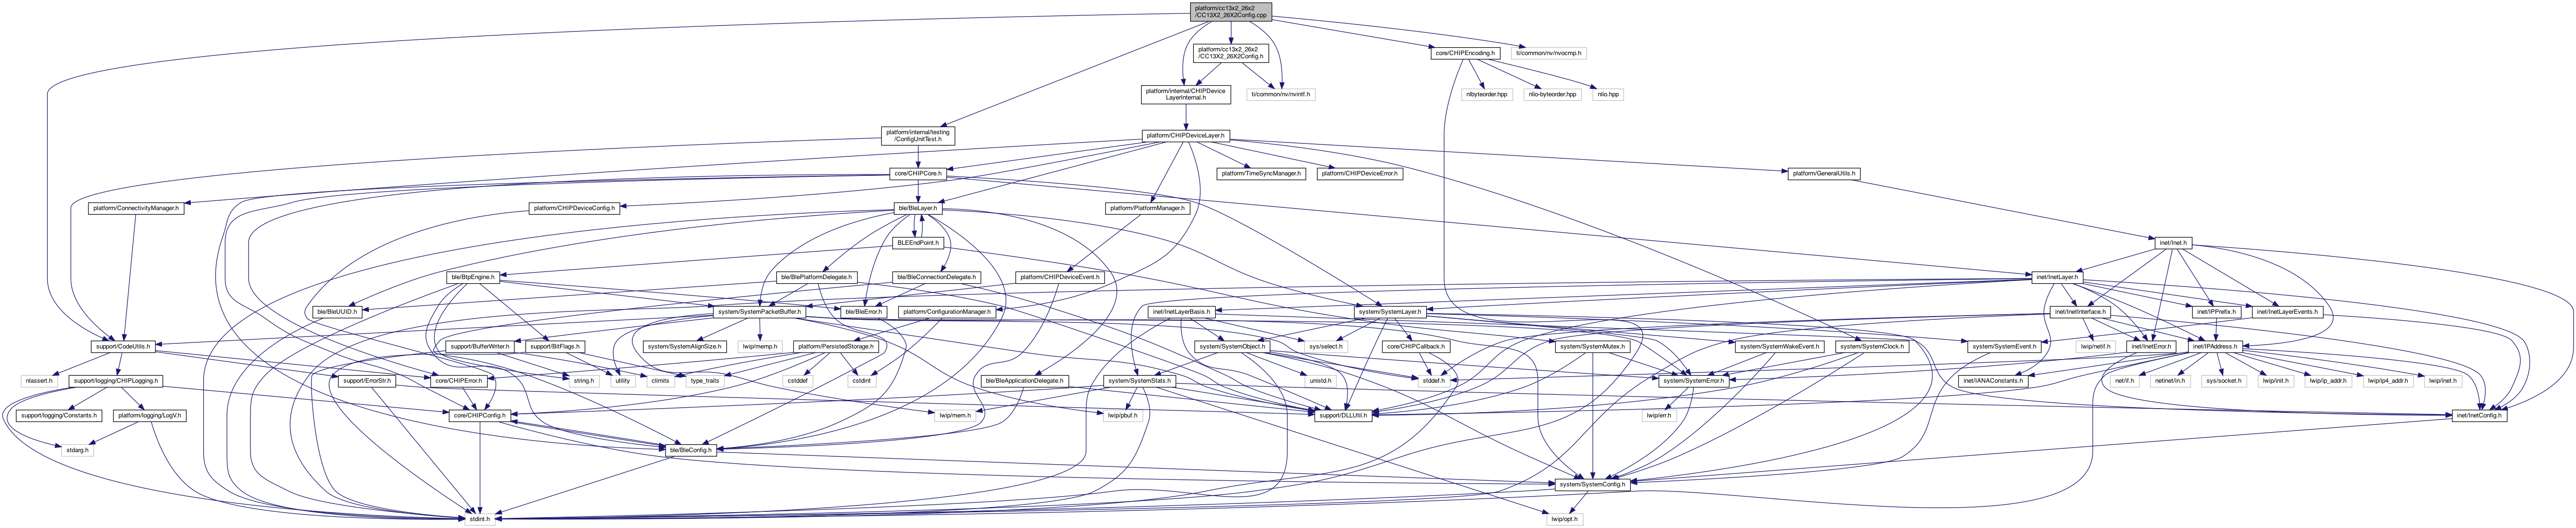 platform/cc13x2_26x2
/CC13X2_26X2Config.cpp
platform/cc13x2_26x2
/CC13X2_26X2Config.h
core/CHIPEncoding.h
ti/common/nv/nvocmp.h
platform/internal/CHIPDevice
LayerInternal.h
ti/common/nv/nvintf.h
nlbyteorder.hpp
nlio-byteorder.hpp
nlio.hpp
platform/internal/testing
/ConfigUnitTest.h
platform/CHIPDeviceLayer.h
core/CHIPCore.h
platform/TimeSyncManager.h
platform/CHIPDeviceError.h
platform/GeneralUtils.h
platform/ConnectivityManager.h
platform/CHIPDeviceConfig.h
ble/BleLayer.h
platform/PlatformManager.h
BLEEndPoint.h
inet/Inet.h
ble/BtpEngine.h
ble/BlePlatformDelegate.h
ble/BleConnectionDelegate.h
platform/CHIPDeviceEvent.h
inet/InetLayer.h
ble/BleUUID.h
system/SystemPacketBuffer.h
ble/BleError.h
platform/ConfigurationManager.h
inet/InetLayerBasis.h
system/SystemLayer.h
inet/InetInterface.h
inet/IPPrefix.h
inet/InetLayerEvents.h
support/CodeUtils.h
support/BufferWriter.h
support/BitFlags.h
system/SystemAlignSize.h
lwip/memp.h
platform/PersistedStorage.h
system/SystemObject.h
sys/select.h
core/CHIPCallback.h
system/SystemMutex.h
system/SystemWakeEvent.h
system/SystemClock.h
system/SystemEvent.h
lwip/netif.h
inet/InetError.h
inet/IPAddress.h
nlassert.h
support/logging/CHIPLogging.h
support/ErrorStr.h
core/CHIPError.h
string.h
utility
climits
type_traits
cstddef
cstdint
ble/BleApplicationDelegate.h
system/SystemStats.h
unistd.h
stddef.h
system/SystemError.h
inet/IANAConstants.h
net/if.h
netinet/in.h
sys/socket.h
lwip/init.h
lwip/ip_addr.h
lwip/ip4_addr.h
lwip/inet.h
support/logging/Constants.h
platform/logging/LogV.h
core/CHIPConfig.h
lwip/mem.h
lwip/pbuf.h
support/DLLUtil.h
lwip/err.h
inet/InetConfig.h
stdarg.h
ble/BleConfig.h
system/SystemConfig.h
stdint.h
lwip/opt.h